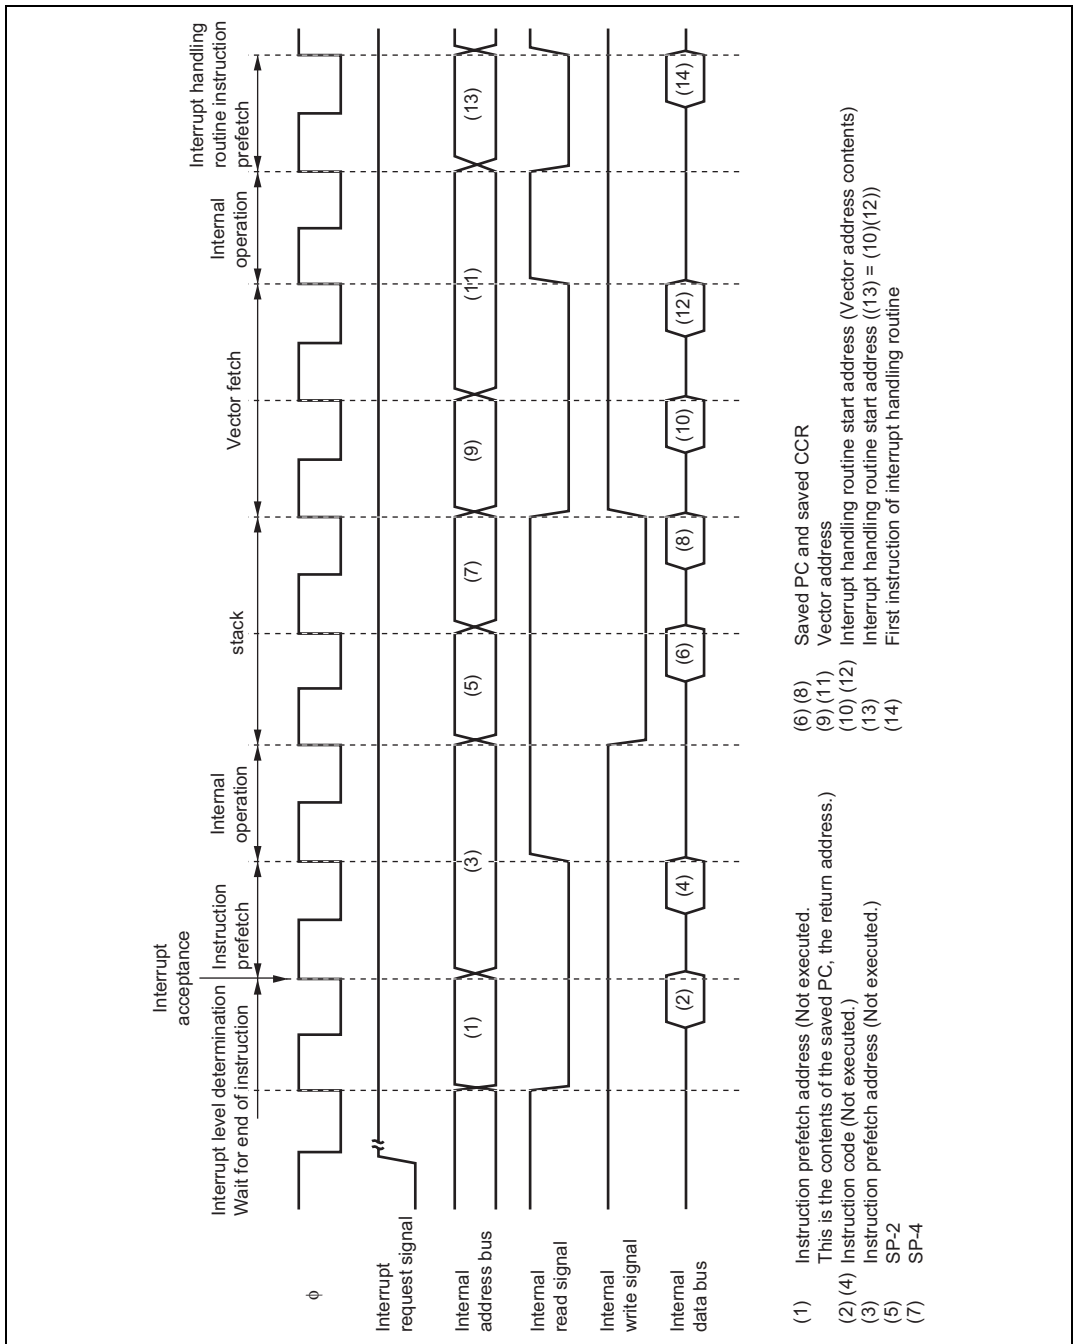 Interrupt
acceptance
Interrupt level determination
Wait for end of instruction
Instruction
prefetch
Internal
operation
stack
Vector fetch
Internal
operation
Interrupt handling
routine instruction
prefetch
ϕ
Interrupt
request signal
Internal
address bus
(1)
(3)
(5)
(7)
(9)
(11)
(13)
Internal
read signal
Internal
write signal
Internal
data bus
(2)
(4)
(6)
(8)
(10)
(12)
(14)
(1) Instruction prefetch address (Not executed.
This is the contents of the saved PC, the return address.)
(2) (4) Instruction code (Not executed.)
(3) Instruction prefetch address (Not executed.)
(5) SP-2
(7) SP-4
(6) (8) Saved PC and saved CCR
(9) (11) Vector address
(10) (12) Interrupt handling routine start address (Vector address contents)
(13) Interrupt handling routine start address ((13) = (10)(12))
(14) First instruction of interrupt handling routine